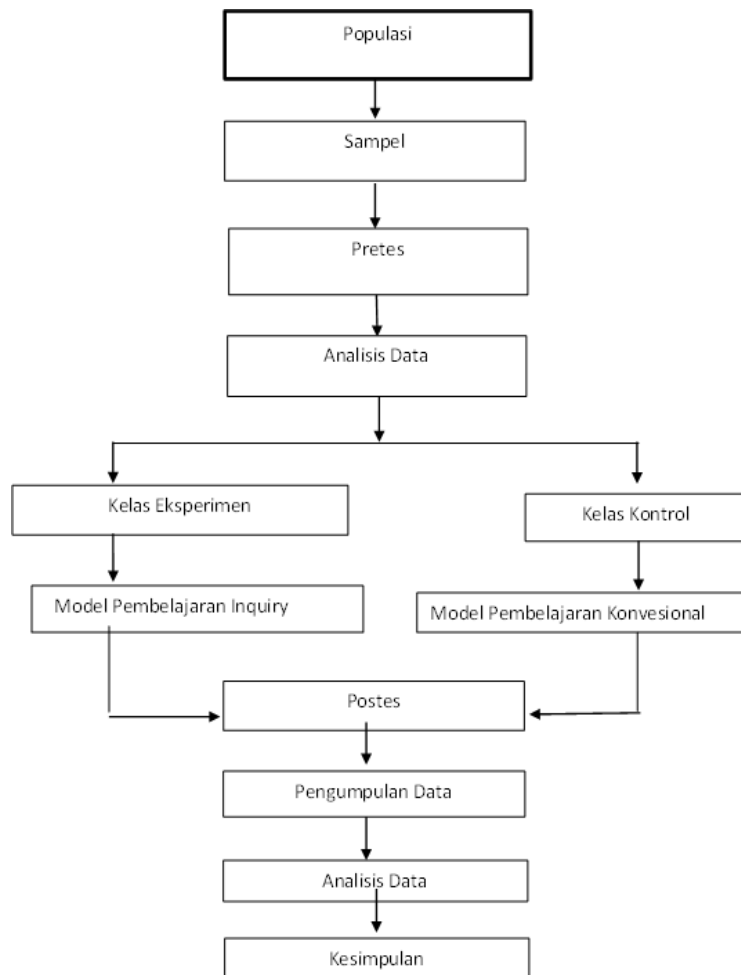 Populasi
Sampel
Pretes
Analisis Data
Kelas Eksperimen
Kelas Kontrol
Model Pembelajaran Inquiry
Model Pembelajaran Konvesional
Postes
Pengumpulan Data
Analisis Data
Kesimpulan